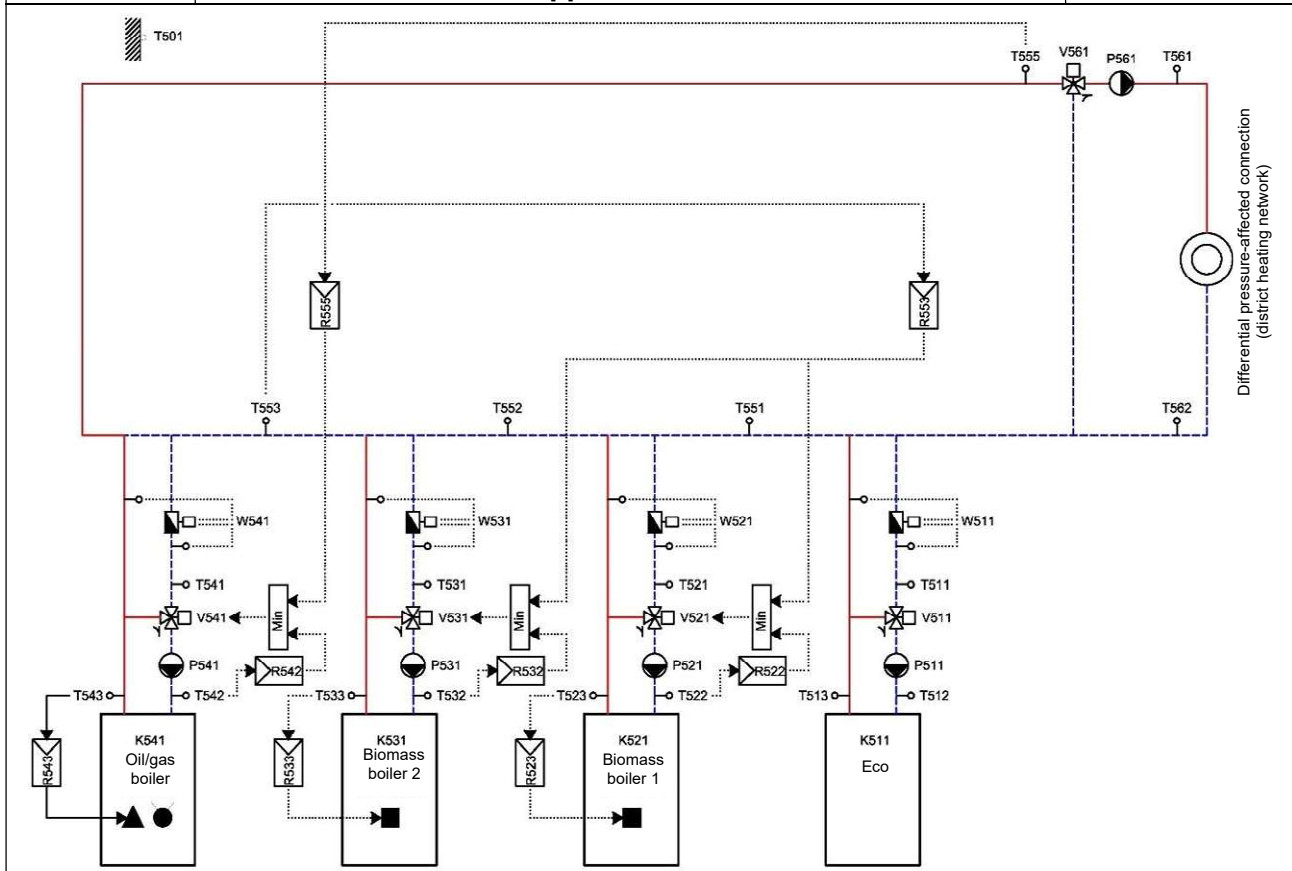 T501
T555
V561
P561
T561
Differential pressure-affected connection
(district heating network)
R555
R553
T553
T552
T551
T562
W541
W531
W521
W511
T541
T531
T521
T511
V541
Min
V531
Min
V521
Min
V511
P541
R542
P531
R532
P521
R522
P511
T543
T542
T533
T532
T523
T522
T513
T512
R543
K541
Oil/gas
boiler
R533
K531
Biomass
boiler 2
R523
K521
Biomass
boiler 1
K511
Eco